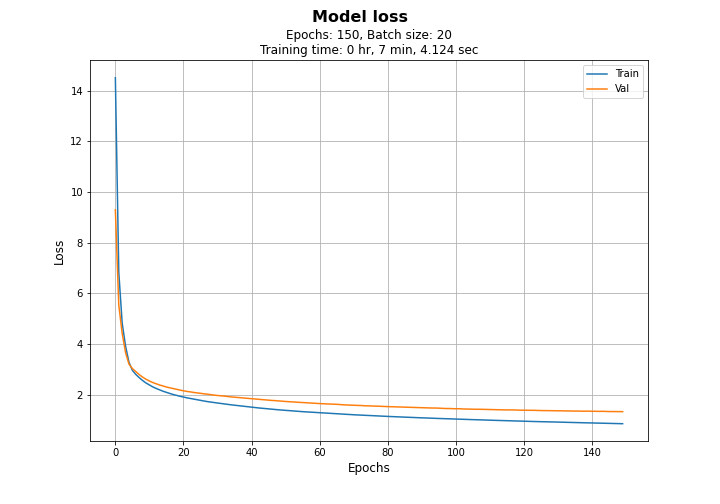 Model loss
Epochs: 150, Batch size: 20
Training time: 0 hr, 7 min, 4.124 sec
Train
Val
14
12
10
8
6
4
2
Loss
0
20
40
60
80
100
120
140
Epochs